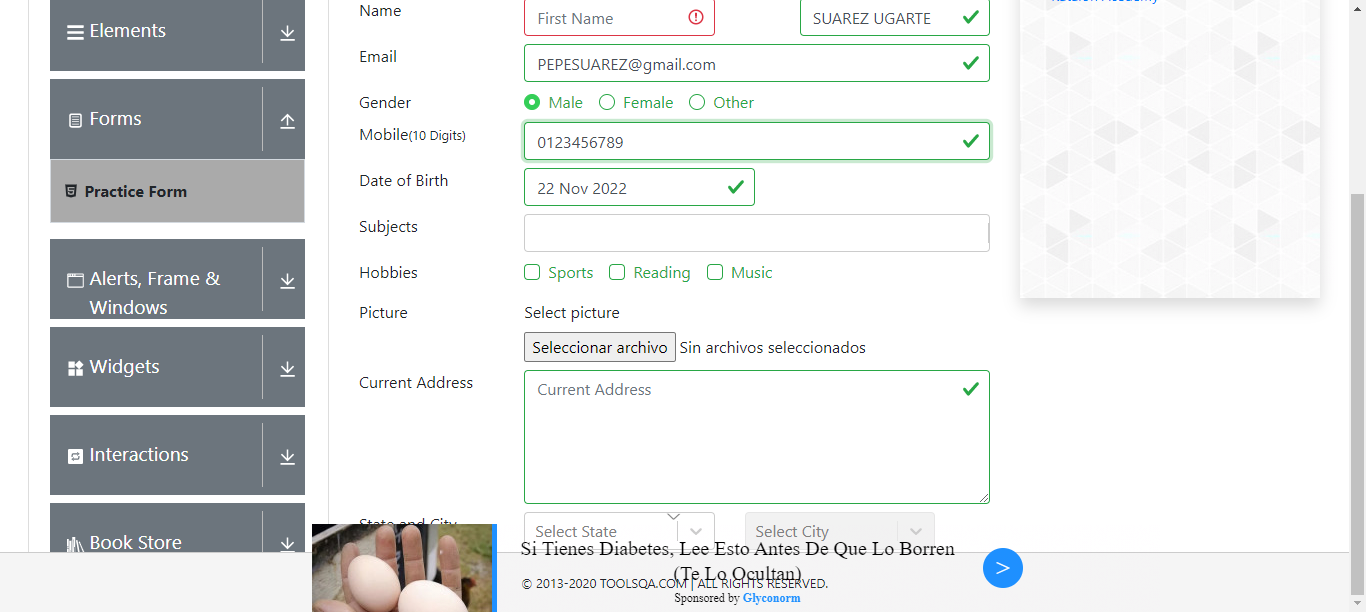 Elements
Forms
Practice Form
Alerts, Frame &
Windows
Widgets
Interactions
Book Store
Name
First Name
SUAREZ UGARTE
Email
PEPESUAREZ@gmail.com
Gender
Male
Female
Other
Mobile(10 Digits)
0123456789
Date of Birth
22 Nov 2022
Subjects
Hobbies
Sports
Reading
Music
Picture
Select picture
Seleccionar archivo Sin archivos seleccionados
Current Address
Current Address
State and City
Select State
Select City
Si Tienes Diabetes, Lee Esto Antes De Que Lo Borren
(Te Lo Ocultan)
© 2013-2020 TOOLSQA.COM | ALL RIGHTS RESERVED.
Sponsored by Glyconorm
>